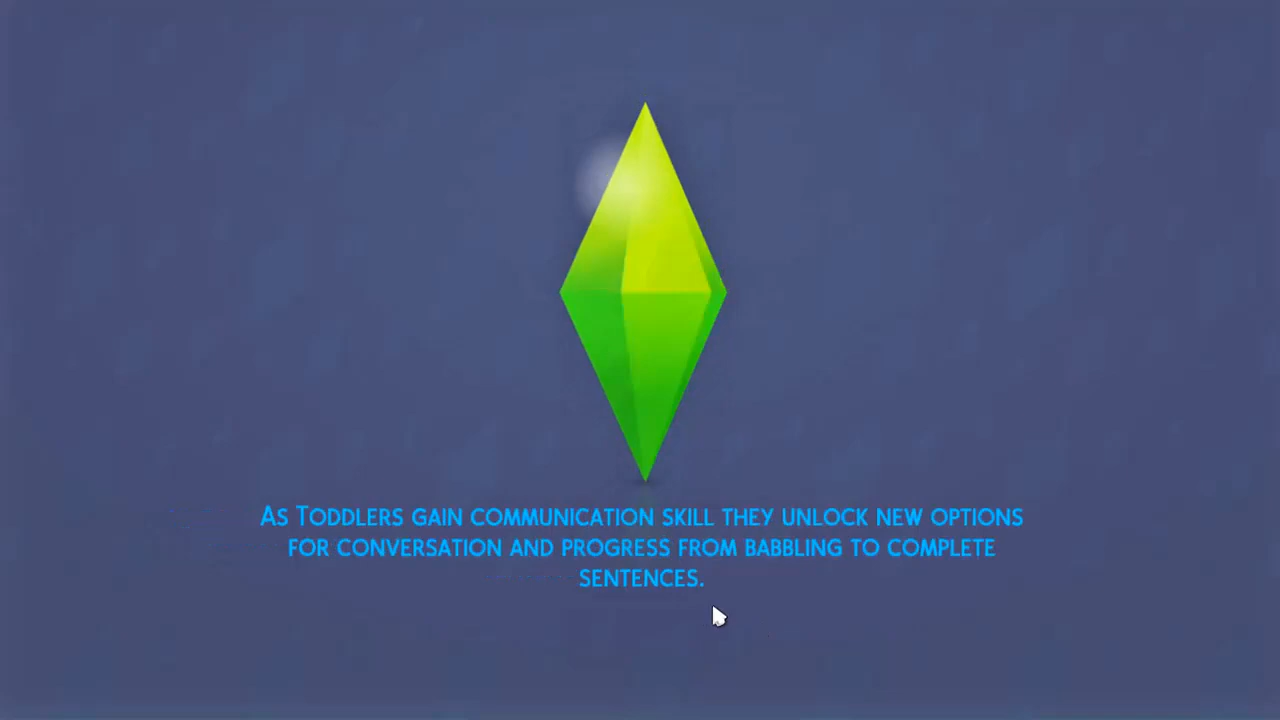 As Toddlers gain communication skill they unlock new options
for conversation and progress from babbling to complete
sentences.